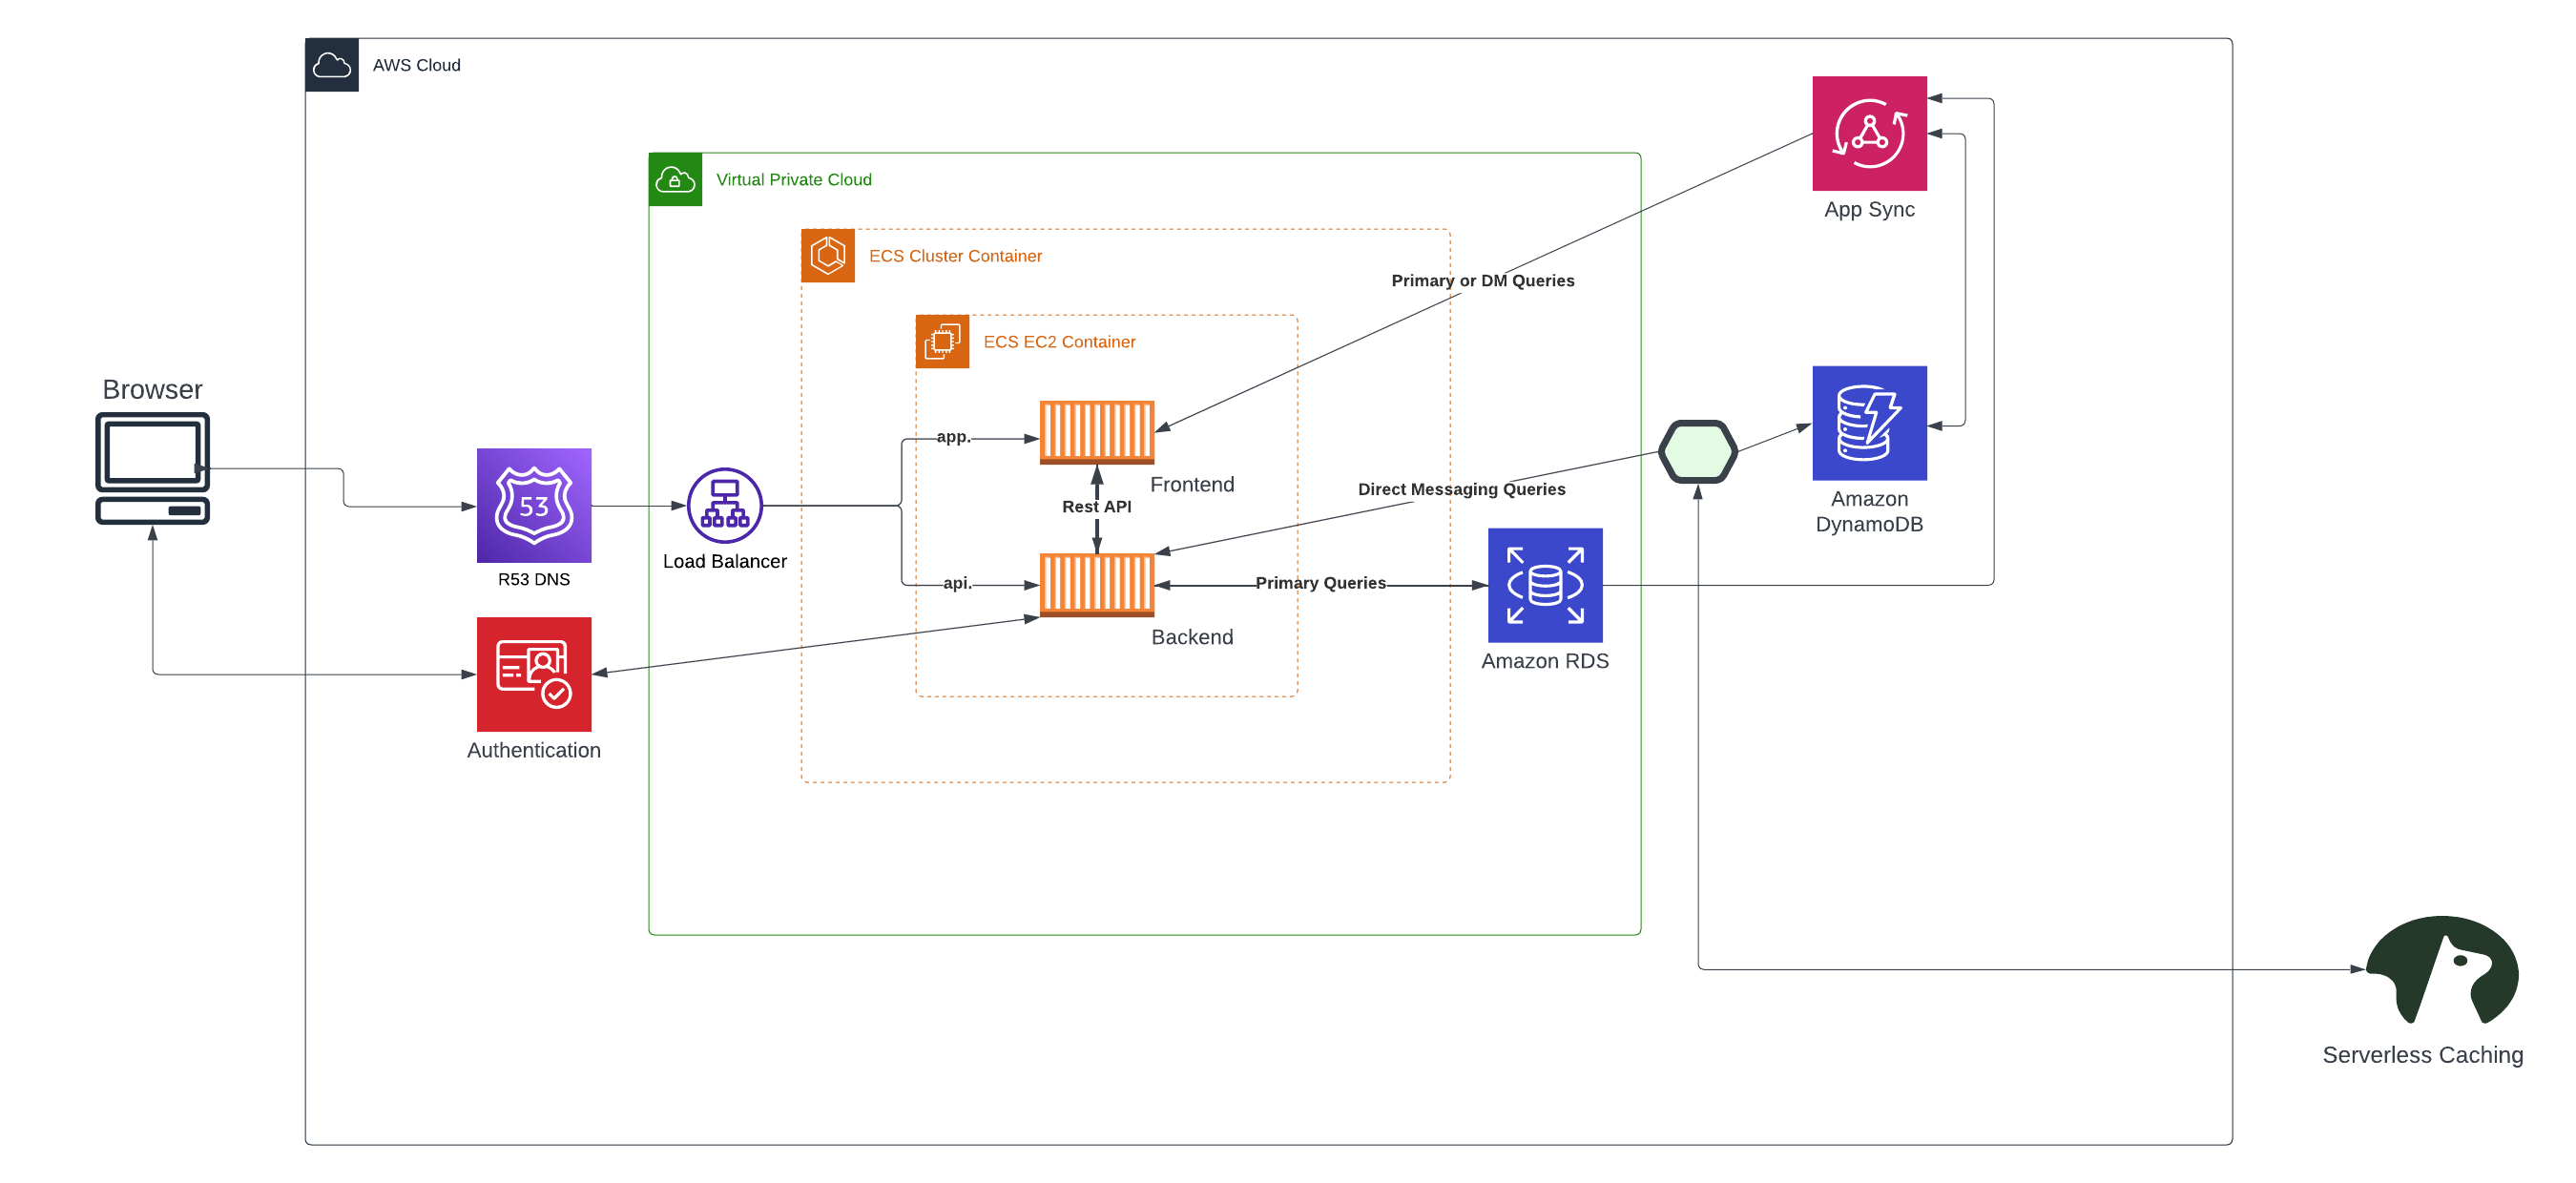 AWS Cloud
App Sync
Virtual Private Cloud
ECS Cluster Container
Primary or DM Queries
ECS EC2 Container
Browser
app.
Frontend
Direct Messaging Queries
Amazon
DynamoDB
53
Rest API
Load Balancer
R53 DNS
api.
Primary Queries
Backend
Amazon RDS
Authentication
Serverless Caching